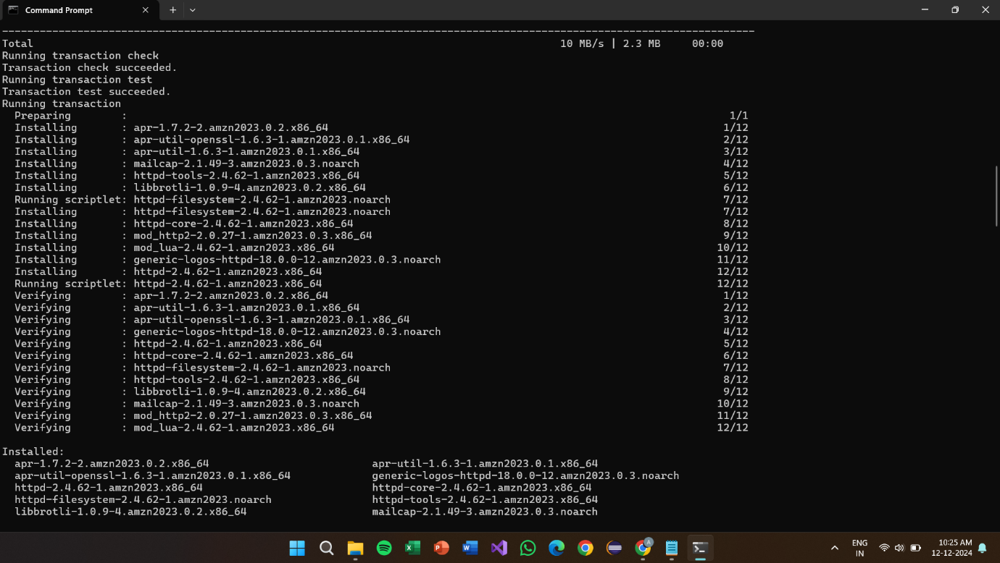 Command Prompt
--------------------------------------------------------------------------------
Total 10 MB/s | 2.3 MB 00:00
Running transaction check
Transaction check succeeded.
Running transaction test
Transaction test succeeded.
Running transaction
Preparing : 1/1
Installing : apr-1.7.2-2.amzn2023.0.2.x86_64 1/12
Installing : apr-util-openssl-1.6.3-1.amzn2023.0.1.x86_64 2/12
Installing : apr-util-1.6.3-1.amzn2023.0.1.x86_64 3/12
Installing : mailcap-2.1.49-3.amzn2023.0.3.noarch 4/12
Installing : httpd-tools-2.4.62-1.amzn2023.x86_64 5/12
Installing : libbrotli-1.0.9-4.amzn2023.0.2.x86_64 6/12
Running scriptlet: httpd-filesystem-2.4.62-1.amzn2023.noarch 7/12
Installing : httpd-filesystem-2.4.62-1.amzn2023.noarch 7/12
Installing : httpd-core-2.4.62-1.amzn2023.x86_64 8/12
Installing : mod_http2-2.0.27-1.amzn2023.0.3.x86_64 9/12
Installing : mod_lua-2.4.62-1.amzn2023.x86_64 10/12
Installing : generic-logos-httpd-18.0.0-12.amzn2023.0.3.noarch 11/12
Installing : httpd-2.4.62-1.amzn2023.x86_64 12/12
Running scriptlet: httpd-2.4.62-1.amzn2023.x86_64 12/12
Verifying : apr-1.7.2-2.amzn2023.0.2.x86_64 1/12
Verifying : apr-util-1.6.3-1.amzn2023.0.1.x86_64 2/12
Verifying : apr-util-openssl-1.6.3-1.amzn2023.0.1.x86_64 3/12
Verifying : generic-logos-httpd-18.0.0-12.amzn2023.0.3.noarch 4/12
Verifying : httpd-2.4.62-1.amzn2023.x86_64 5/12
Verifying : httpd-core-2.4.62-1.amzn2023.x86_64 6/12
Verifying : httpd-filesystem-2.4.62-1.amzn2023.noarch 7/12
Verifying : httpd-tools-2.4.62-1.amzn2023.x86_64 8/12
Verifying : libbrotli-1.0.9-4.amzn2023.0.2.x86_64 9/12
Verifying : mailcap-2.1.49-3.amzn2023.0.3.noarch 10/12
Verifying : mod_http2-2.0.27-1.amzn2023.0.3.x86_64 11/12
Verifying : mod_lua-2.4.62-1.amzn2023.x86_64 12/12
Installed:
apr-1.7.2-2.amzn2023.0.2.x86_64 apr-util-1.6.3-1.amzn2023.0.1.x86_64
apr-util-openssl-1.6.3-1.amzn2023.0.1.x86_64 generic-logos-httpd-18.0.0-12.amzn2023.0.3.noarch
httpd-2.4.62-1.amzn2023.x86_64 httpd-core-2.4.62-1.amzn2023.x86_64
httpd-filesystem-2.4.62-1.amzn2023.noarch httpd-tools-2.4.62-1.amzn2023.x86_64
libbrotli-1.0.9-4.amzn2023.0.2.x86_64 mailcap-2.1.49-3.amzn2023.0.3.noarch
ENG 10:25 AM
IN 12-12-2024